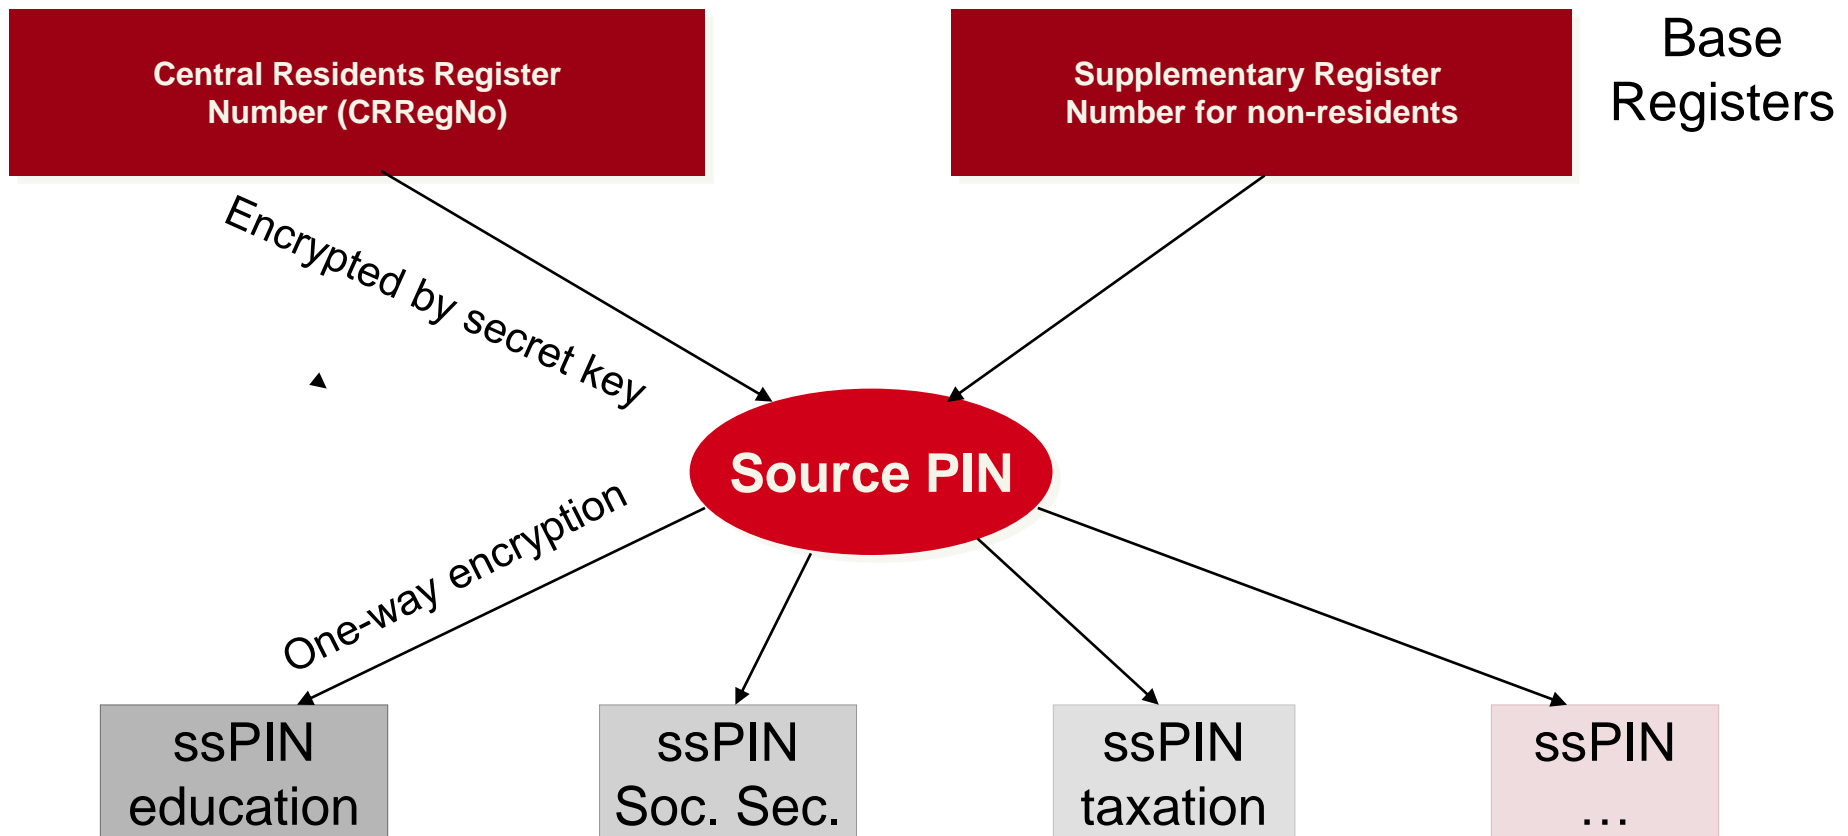 Central Residents Register
Number (CRRegNo)
Supplementary Register
Number for non-residents
Base
Registers
Encrypted by secret key
Source PIN
One-way encryption
ssPIN
education
ssPIN
Soc. Sec.
ssPIN
taxation
ssPIN
…